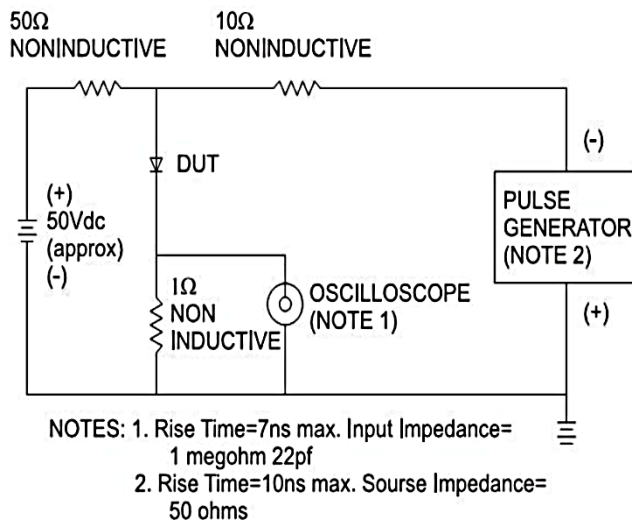 50Ω
NONINDUCTIVE
10Ω
NONINDUCTIVE
DUT
(+)
50Vdc
(approx)
(-)
1Ω
NON
INDUCTIVE
OSCILLOSCOPE
(NOTE 1)
(-)
PULSE
GENERATOR
(NOTE 2)
(+)
NOTES: 1. Rise Time=7ns max. Input Impedance=
1 megohm 22pf
2. Rise Time=10ns max. Sourse Impedance=
50 ohms